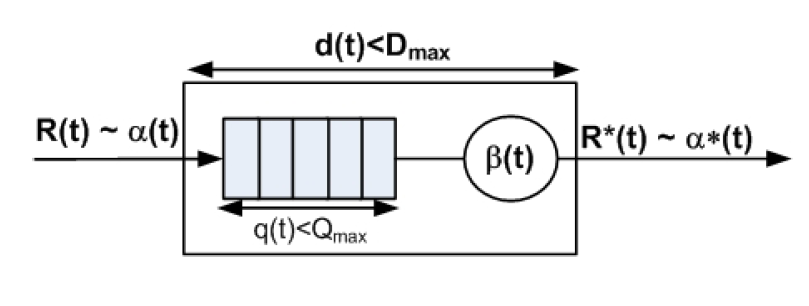 d(t)<Dmax
R(t) ~ α(t)
β(t)
R*(t) ~ α*(t)
q(t)<Qmax